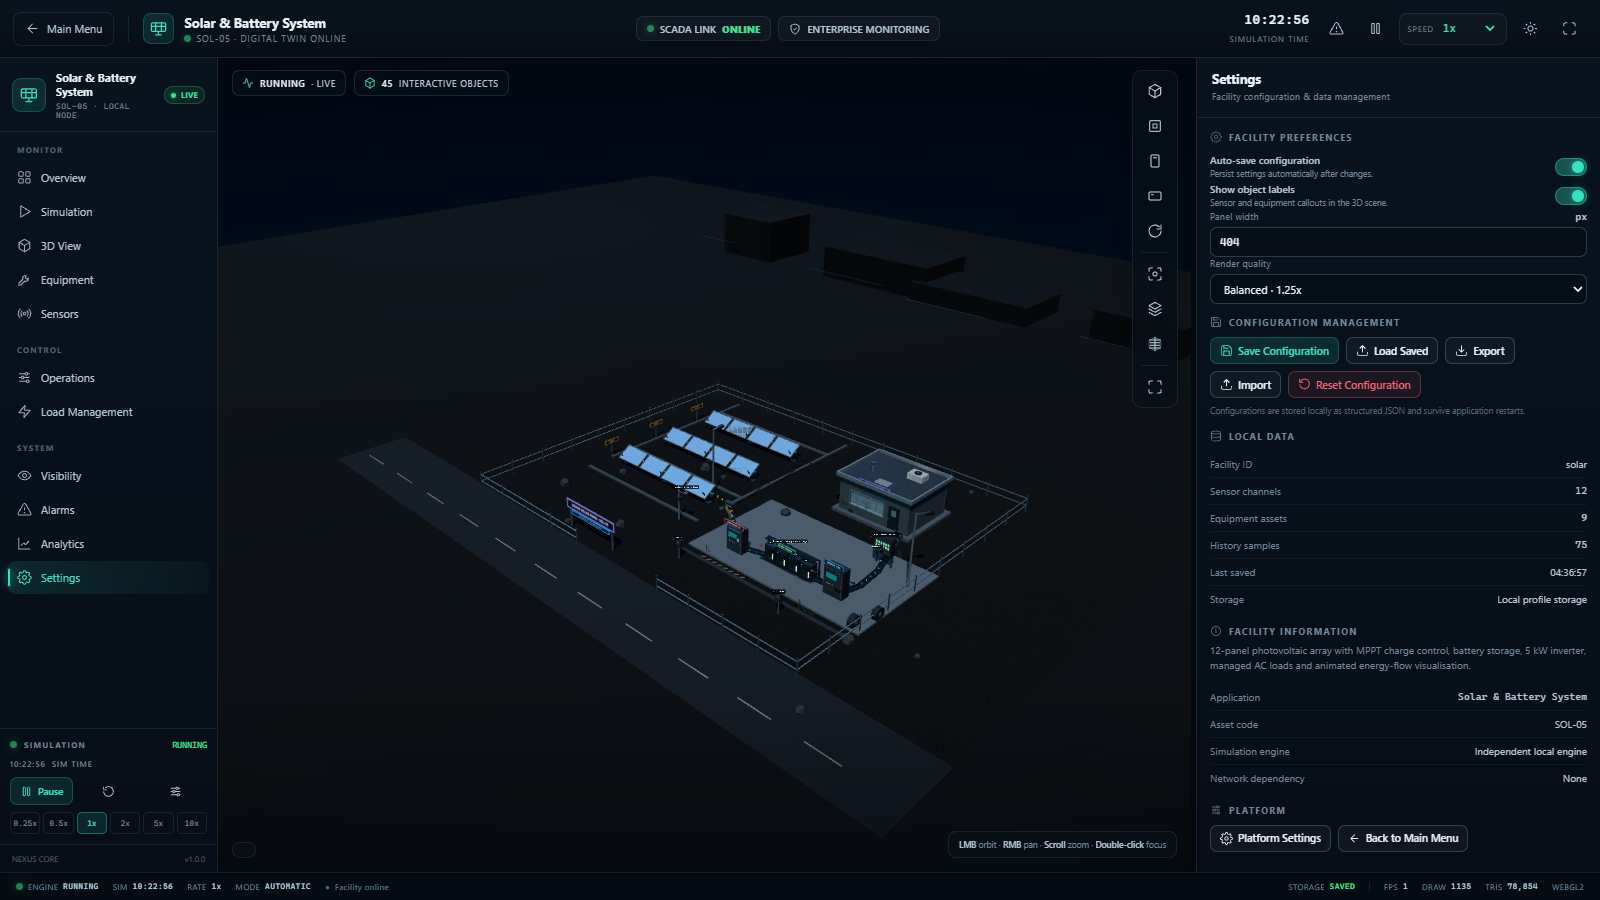 Main Menu
Solar & Battery System
SOL-05 · DIGITAL TWIN ONLINE
SCADA LINK ONLINE
ENTERPRISE MONITORING
10:22:56
SIMULATION TIME
SPEED 1x
Solar & Battery
System
SOL-05 · LOCAL
NODE
LIVE
MONITOR
Overview
Simulation
3D View
Equipment
Sensors
CONTROL
Operations
Load Management
SYSTEM
Visibility
Alarms
Analytics
Settings
SIMULATION RUNNING
10:22:56 SIM TIME
Pause
0.25x 0.5x 1x 2x 5x 10x
NEXUS CORE v1.0.0
RUNNING - LIVE
45 INTERACTIVE OBJECTS
LMB orbit · RMB pan · Scroll zoom · Double-click focus
Settings
Facility configuration & data management
FACILITY PREFERENCES
Auto-save configuration
Persist settings automatically after changes.
Show object labels
Sensor and equipment callouts in the 3D scene.
Panel width px
404
Render quality
Balanced · 1.25x
CONFIGURATION MANAGEMENT
Save Configuration
Load Saved
Export
Import
Reset Configuration
Configurations are stored locally as structured JSON and survive application restarts.
LOCAL DATA
Facility ID solar
Sensor channels 12
Equipment assets 9
History samples 75
Last saved 04:36:57
Storage Local profile storage
FACILITY INFORMATION
12-panel photovoltaic array with MPPT charge control, battery storage, 5 kW inverter,
managed AC loads and animated energy-flow visualisation.
Application Solar & Battery System
Asset code SOL-05
Simulation engine Independent local engine
Network dependency None
PLATFORM
Platform Settings
Back to Main Menu
ENGINE RUNNING SIM 10:22:56 RATE 1x MODE AUTOMATIC Facility online
STORAGE SAVED FPS 1 DRAW 1135 TRIS 78,854 WEBGL2